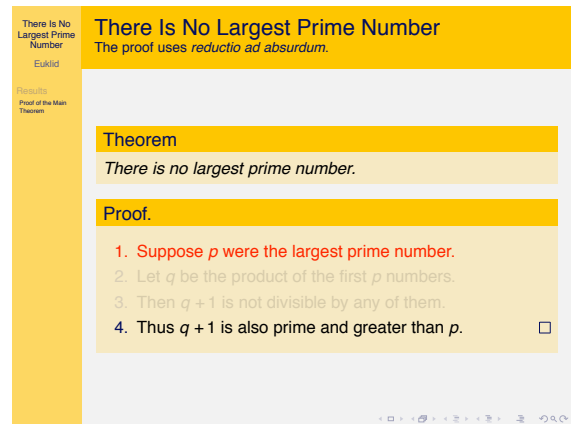 There Is No
Largest Prime
Number
Euklid
Results
Proof of the Main
Theorem
There Is No Largest Prime Number
The proof uses reductio ad absurdum.
Theorem
There is no largest prime number.
Proof.
1. Suppose p were the largest prime number.
2. Let q be the product of the first p numbers.
3. Then q + 1 is not divisible by any of them.
4. Thus q + 1 is also prime and greater than p. □